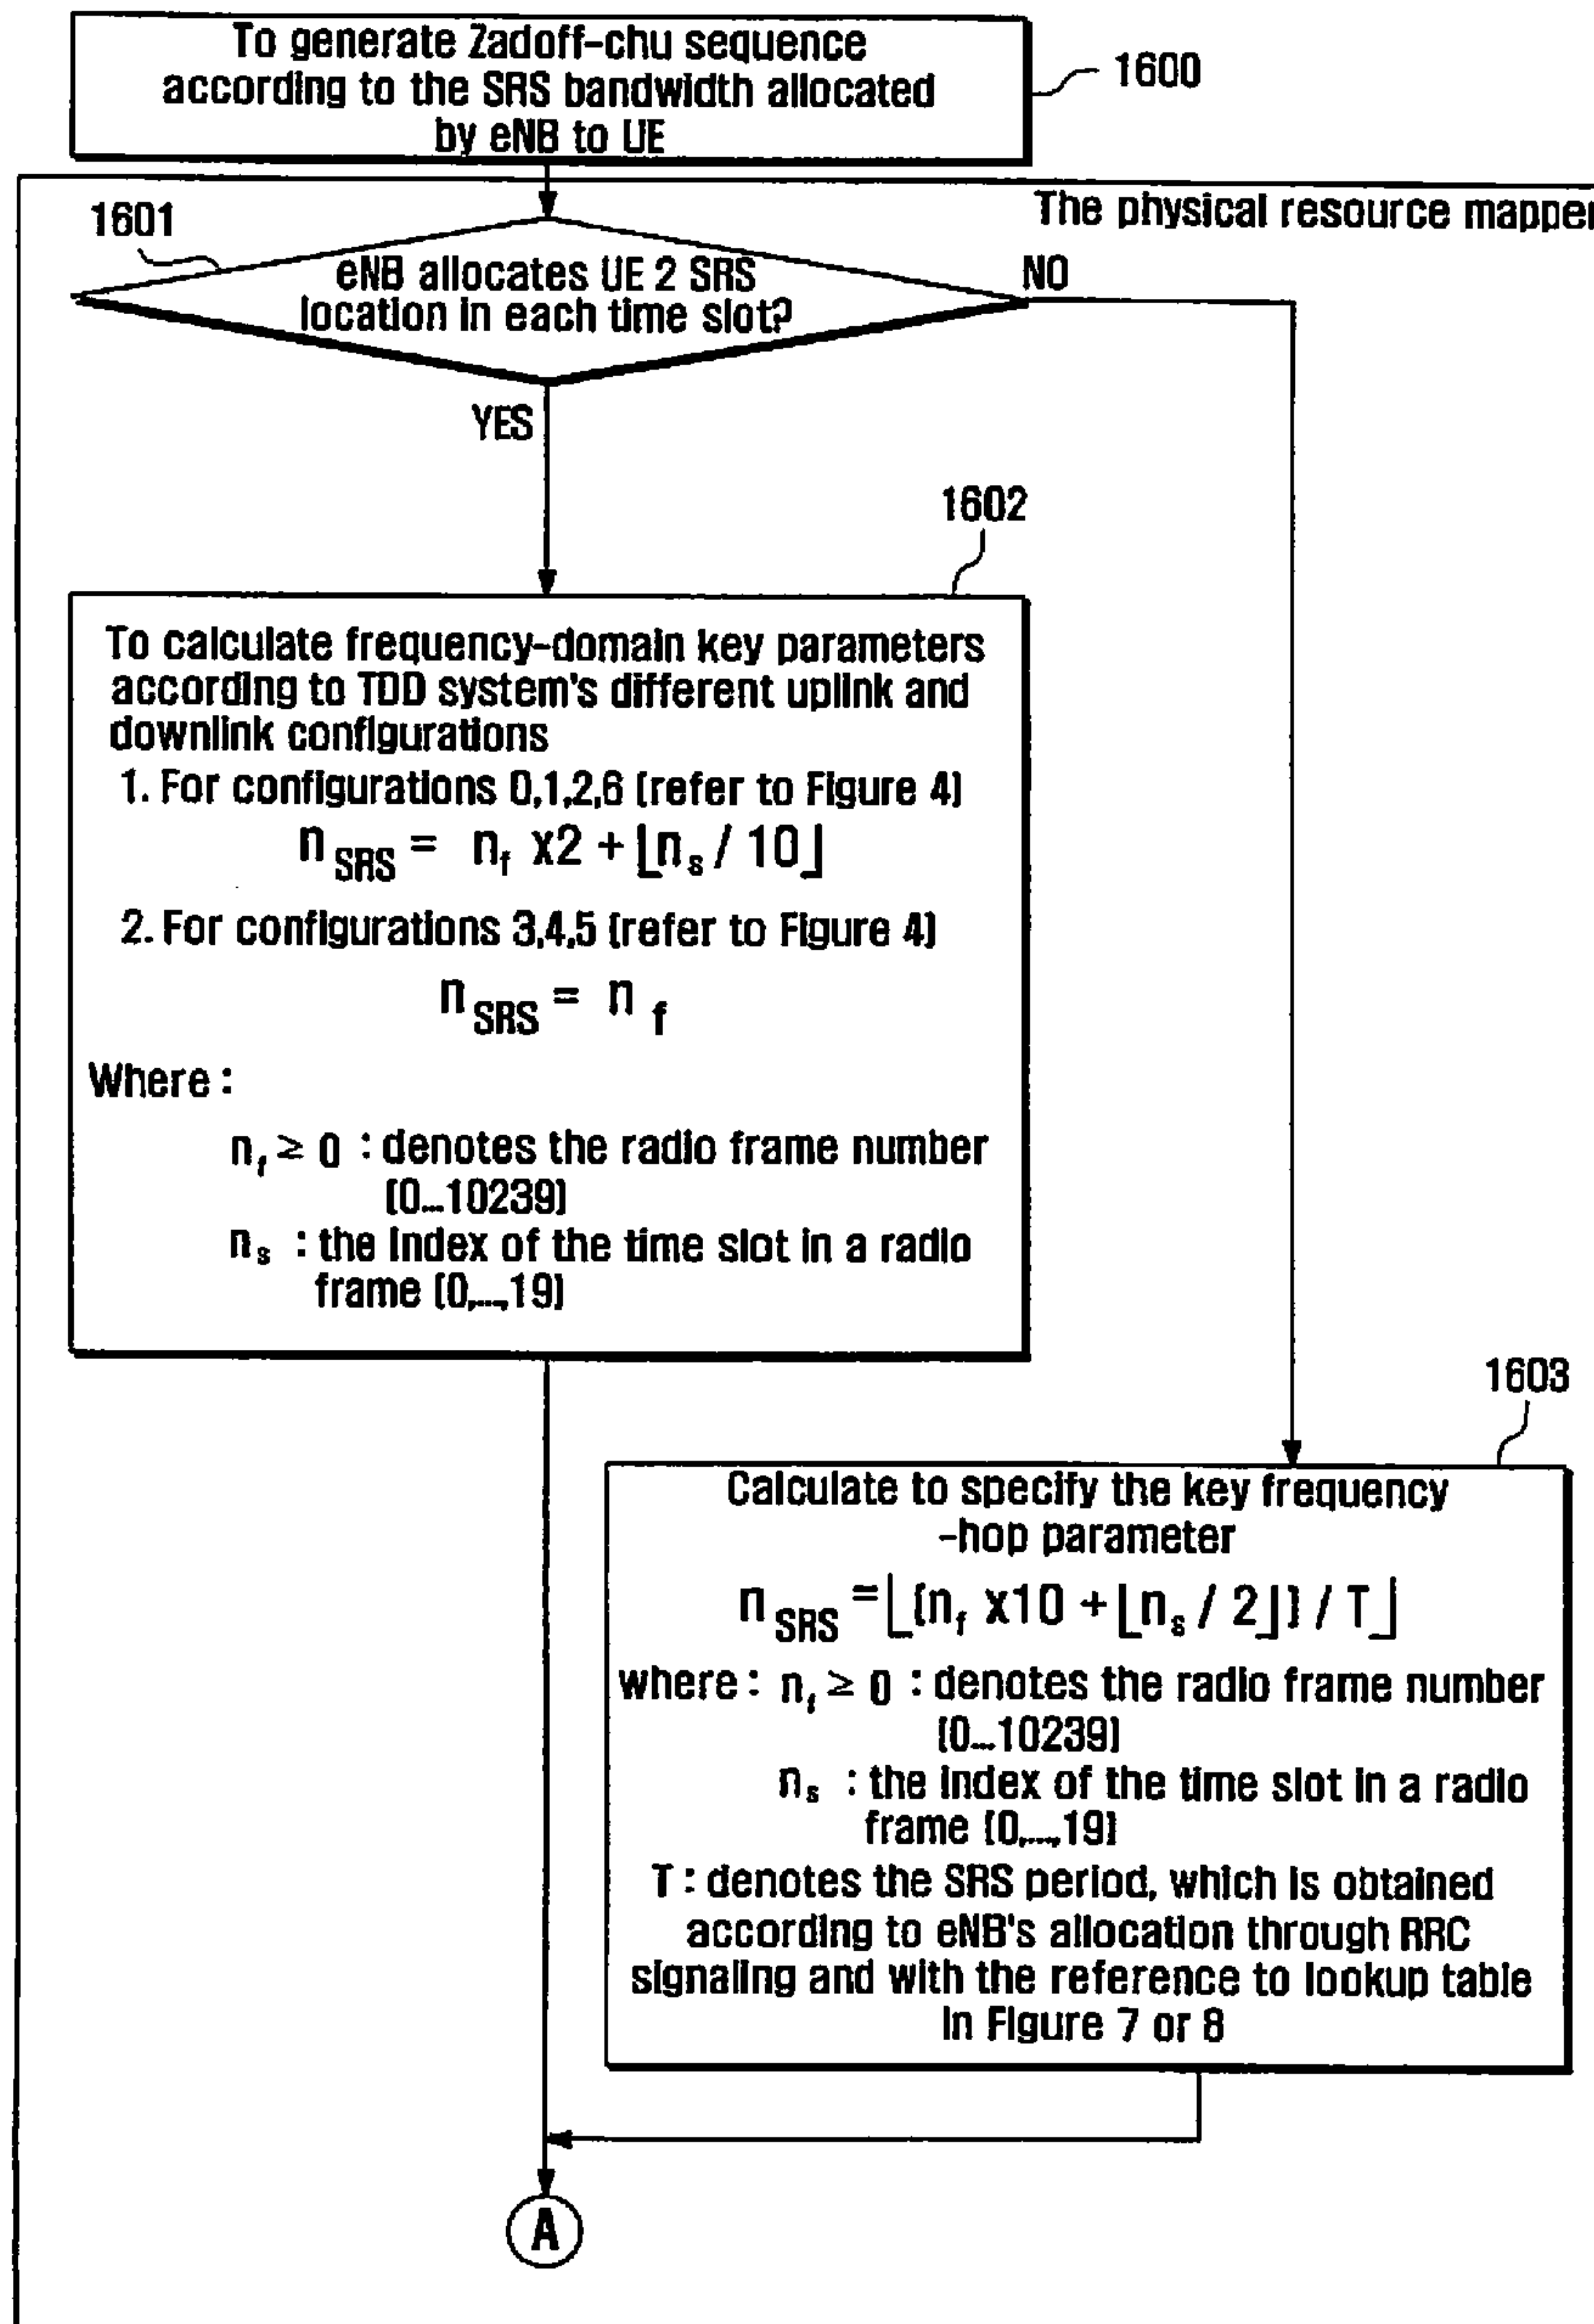 To generate Zadoff-chu sequence
according to the SRS bandwidth allocated
by eNB to UE
1600
The physical resource mapper
1601
eNB allocates UE 2 SRS
location in each time slot?
NO
YES
1602
To calculate frequency-domain key parameters
according to TDD system's different uplink and
downlink configurations
1. For configurations 0,1,2,6 (refer to Figure 4)
n_SRS = n_f x2 + ⌊n_s / 10⌋
2. For configurations 3,4,5 (refer to Figure 4)
n_SRS = n_f
Where :
n_f ≥ 0 : denotes the radio frame number
(0...10239)
n_s : the index of the time slot in a radio
frame (0,...,19)
1603
Calculate to specify the key frequency
-hop parameter
n_SRS = ⌊(n_f x10 + ⌊n_s / 2⌋) / T⌋
where : n_f ≥ 0 : denotes the radio frame number
(0...10239)
n_s : the index of the time slot in a radio
frame (0,...,19)
T : denotes the SRS period, which is obtained
according to eNB's allocation through RRC
signaling and with the reference to lookup table
in Figure 7 or 8
A